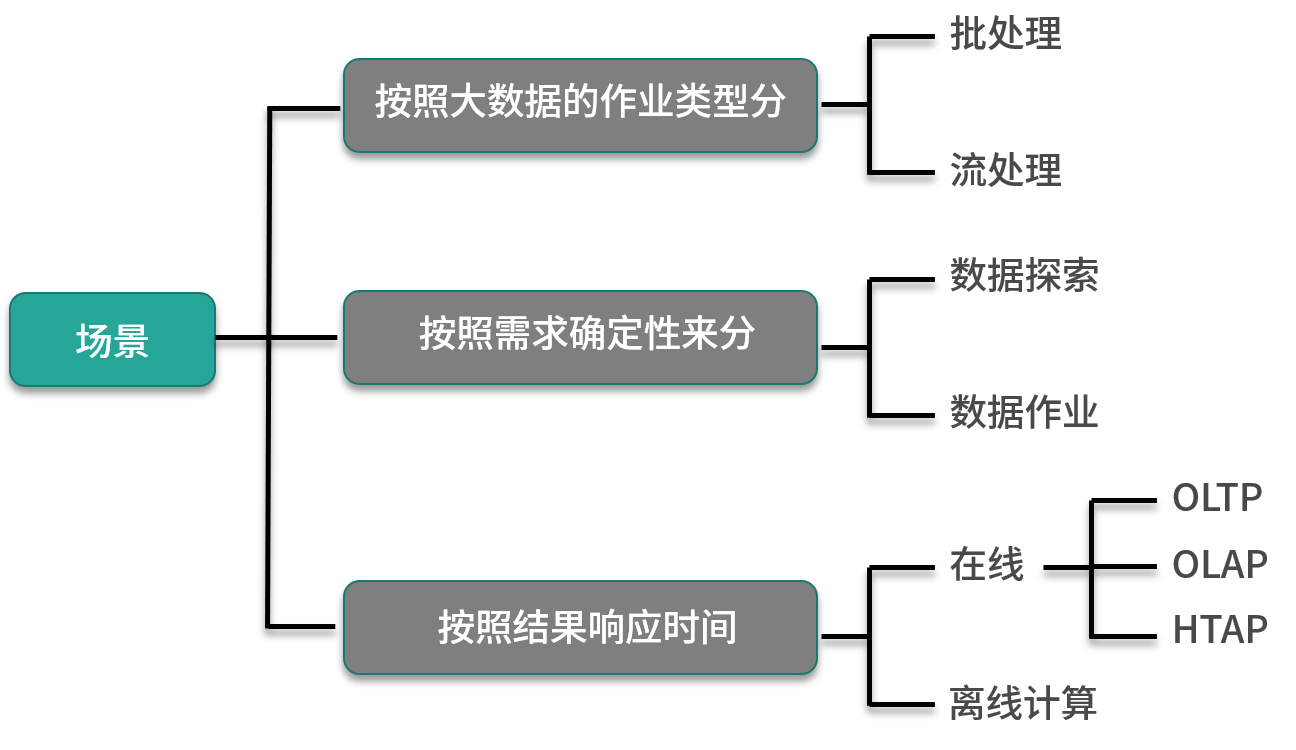 场景
按照大数据的作业类型分
批处理
流处理
按照需求确定性来分
数据探索
数据作业
按照结果响应时间
在线
OLTP
OLAP
HTAP
离线计算